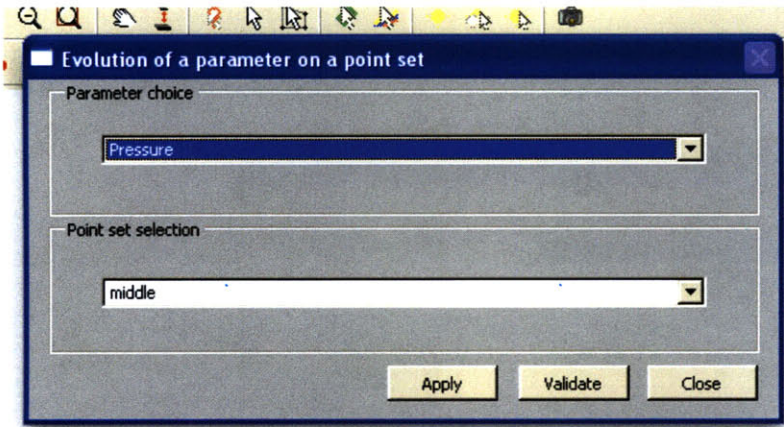 Evolution of a parameter on a point set
Parameter choice
Pressure
Point set selection
middle
Apply Validate Close